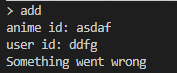 > add
anime id: asdaf
user id: ddfg
Something went wrong